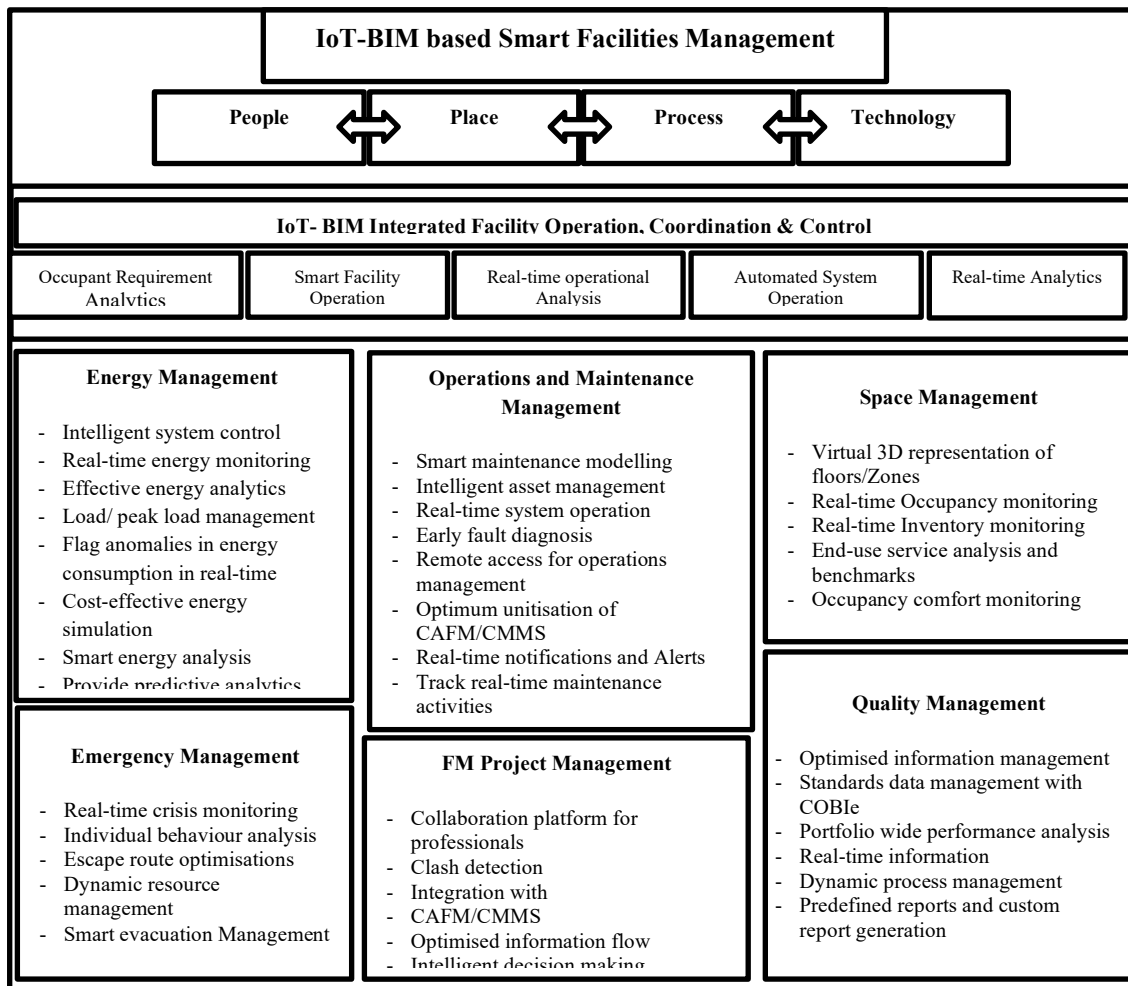 IoT-BIM based Smart Facilities Management
People
Place
Process
Technology
IoT- BIM Integrated Facility Operation, Coordination & Control
Occupant Requirement
Analytics
Smart Facility
Operation
Real-time operational
Analysis
Automated System
Operation
Real-time Analytics
Energy Management
- Intelligent system control
- Real-time energy monitoring
- Effective energy analytics
- Load/ peak load management
- Flag anomalies in energy
consumption in real-time
- Cost-effective energy
simulation
- Smart energy analysis
- Provide predictive analytics
Operations and Maintenance
Management
- Smart maintenance modelling
- Intelligent asset management
- Real-time system operation
- Early fault diagnosis
- Remote access for operations
management
- Optimum unitisation of
CAFM/CMMS
- Real-time notifications and Alerts
- Track real-time maintenance
activities
Space Management
- Virtual 3D representation of
floors/Zones
- Real-time Occupancy monitoring
- Real-time Inventory monitoring
- End-use service analysis and
benchmarks
- Occupancy comfort monitoring
Emergency Management
- Real-time crisis monitoring
- Individual behaviour analysis
- Escape route optimisations
- Dynamic resource
management
- Smart evacuation Management
FM Project Management
- Collaboration platform for
professionals
- Clash detection
- Integration with
- CAFM/CMMS
- Optimised information flow
- Intelligent decision making
Quality Management
- Optimised information management
- Standards data management with
COBIe
- Portfolio wide performance analysis
- Real-time information
- Dynamic process management
- Predefined reports and custom
report generation